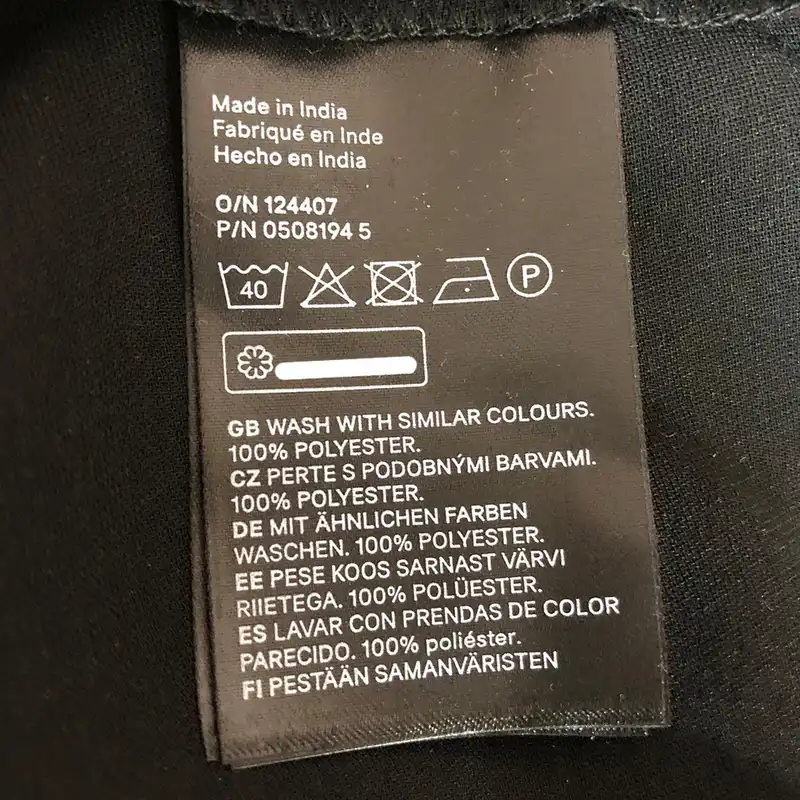 Made in India
Fabriqué en Inde
Hecho en India
O/N 124407
P/N 0508194 5
40 P
GB WASH WITH SIMILAR COLOURS.
100% POLYESTER.
CZ PERTE S PODOBNÝMI BARVAMI.
100% POLYESTER.
DE MIT ÄHNLICHEN FARBEN
WASCHEN. 100% POLYESTER.
EE PESE KOOS SARNAST VÄRVI
RIIETEGA. 100% POLÜESTER.
ES LAVAR CON PRENDAS DE COLOR
PARECIDO. 100% poliéster.
FI PESTÄÄN SAMANVÄRISTEN